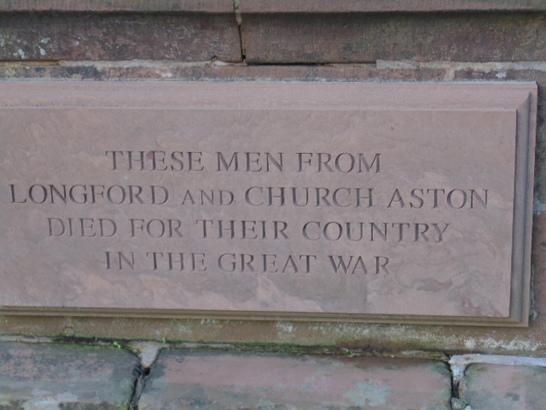 THESE MEN FROM
LONGFORD AND CHURCH ASTON
DIED FOR THEIR COUNTRY
IN THE GREAT WAR